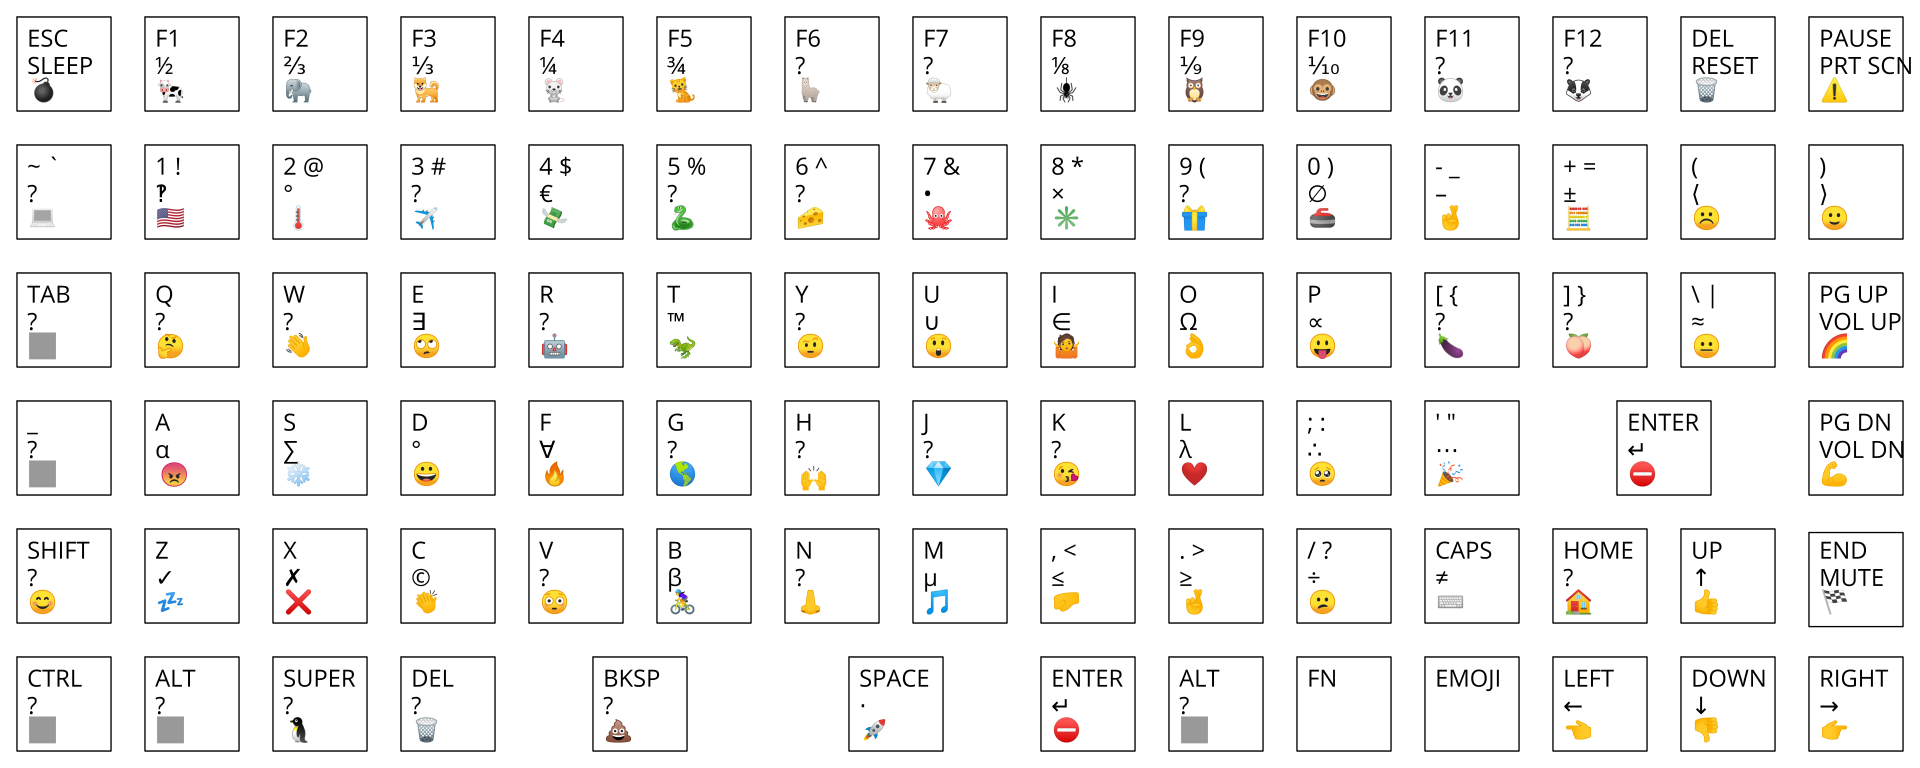 ESC
SLEEP
💣
F1
½
🐄
F2
⅔
🐘
F3
⅓
🐕
F4
¼
🐁
F5
¾
🐈
F6
?
🦙
F7
?
🐑
F8
⅛
🕷
F9
⅑
🦉
F10
⅒
🐵
F11
?
🐼
F12
?
🦡
DEL
RESET
🗑
PAUSE
PRT SCN
⚠
~ `
?
💻
1 !
‽
🇺🇸
2 @
°
🌡
3 #
?
✈
4 $
€
💸
5 %
?
🐍
6 ^
?
🧀
7 &
•
🐙
8 *
×
✳
9 (
?
🎁
0 )
∅
🥌
- _
–
🤞
+ =
±
🧮
(
⟨
☹
)
⟩
🙂
TAB
?
Q
?
🤔
W
?
👋
E
∃
🙄
R
?
🤖
T
™
🦖
Y
?
🤨
U
∪
😲
I
∈
🤷
O
Ω
👌
P
∝
😛
[ {
?
🍆
] }
?
🍑
\ |
≈
😐
PG UP
VOL UP
🌈
_
?
A
α
😡
S
∑
❄
D
°
😀
F
∀
🔥
G
?
🌎
H
?
🙌
J
?
💎
K
?
😘
L
λ
❤
; :
∴
🥺
' "
⋯
🎉
ENTER
↵
⛔
PG DN
VOL DN
💪
SHIFT
?
😊
Z
✓
💤
X
✗
❌
C
©
👏
V
?
😳
B
β
🚴‍♀️
N
?
👃
M
µ
🎵
, <
≤
🤛
. >
≥
🤞
/ ?
÷
😕
CAPS
≠
⌨
HOME
?
🏠
UP
↑
👍
END
MUTE
🏁
CTRL
?
ALT
?
SUPER
?
🐧
DEL
?
🗑
BKSP
?
💩
SPACE
·
🚀
ENTER
↵
⛔
ALT
?
FN
EMOJI
LEFT
←
👈
DOWN
↓
👎
RIGHT
→
👉